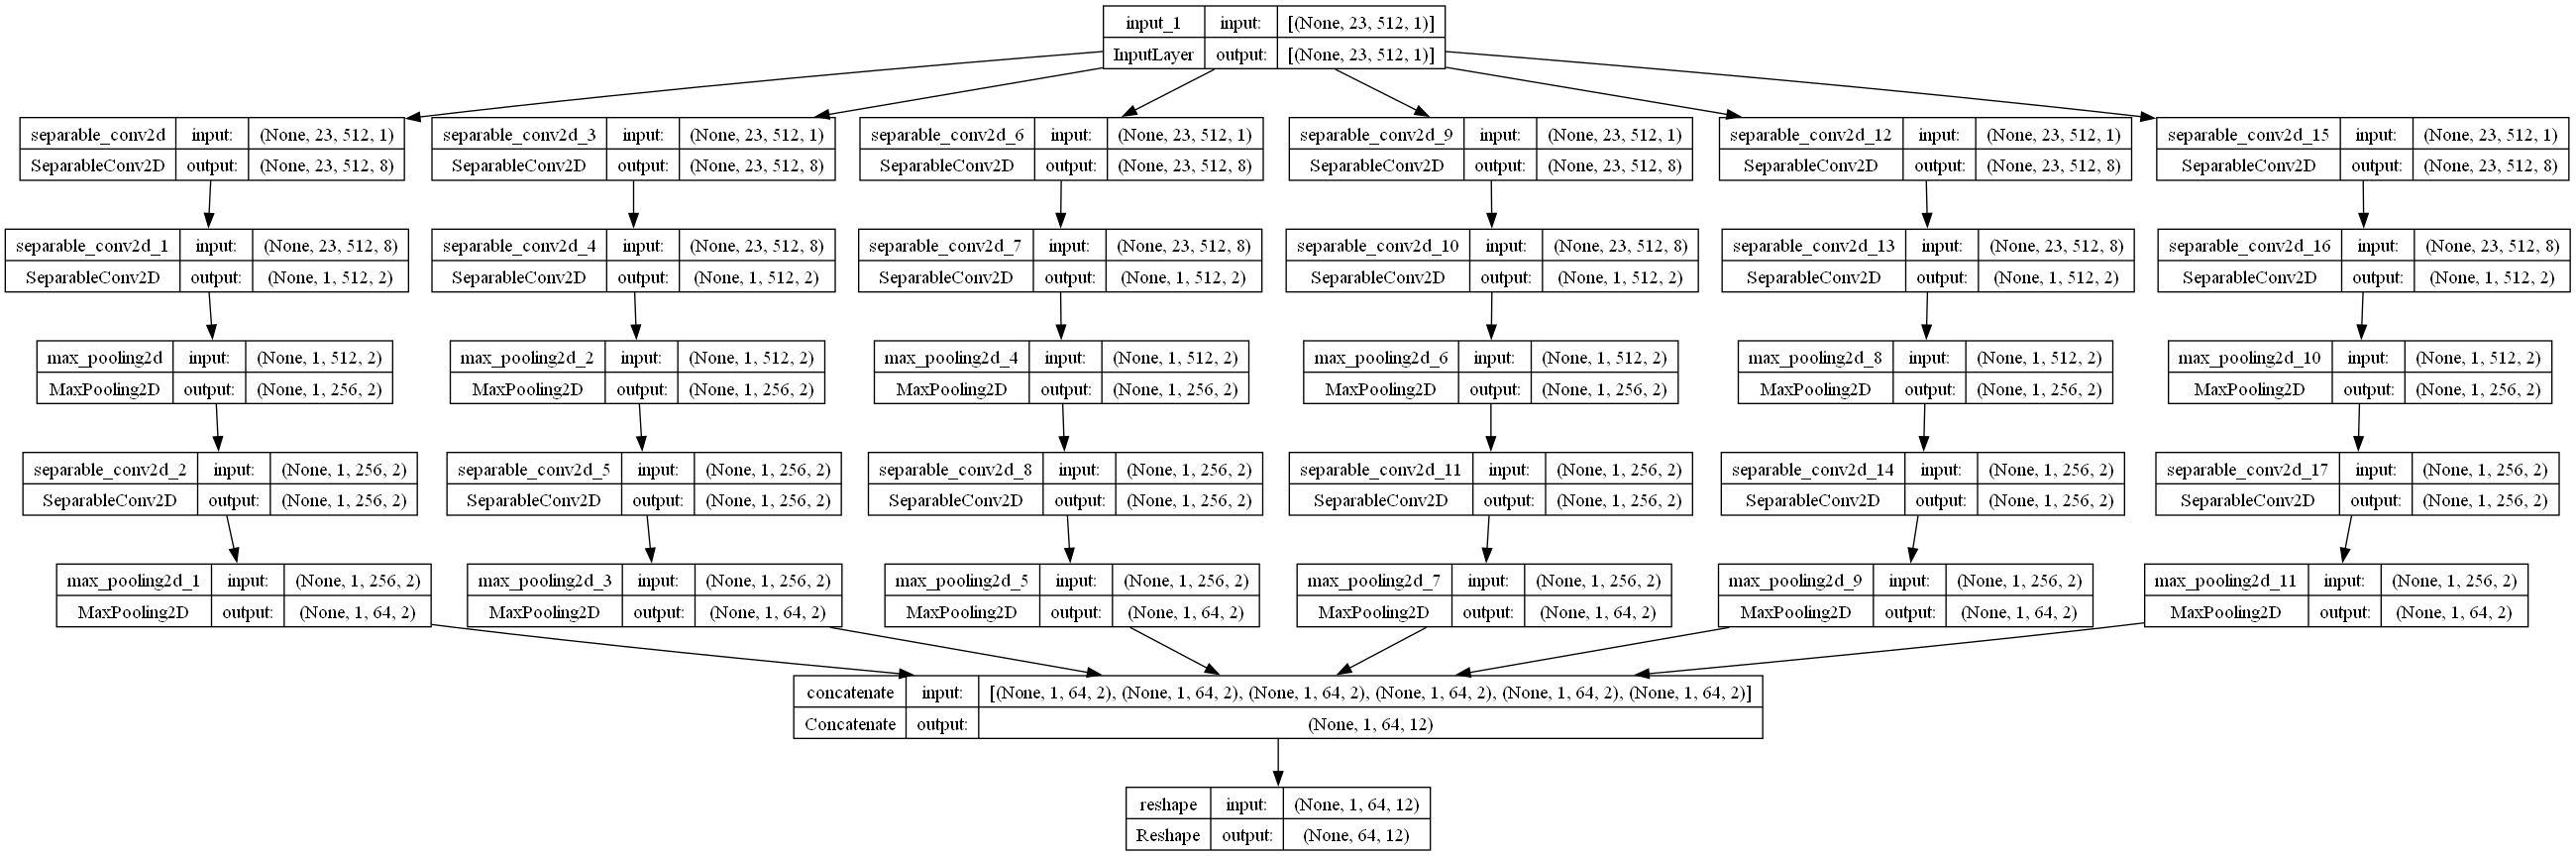 input_1 input: [(None, 23, 512, 1)]
InputLayer output: [(None, 23, 512, 1)]
separable_conv2d input: (None, 23, 512, 1)
SeparableConv2D output: (None, 23, 512, 8)
separable_conv2d_3 input: (None, 23, 512, 1)
SeparableConv2D output: (None, 23, 512, 8)
separable_conv2d_6 input: (None, 23, 512, 1)
SeparableConv2D output: (None, 23, 512, 8)
separable_conv2d_9 input: (None, 23, 512, 1)
SeparableConv2D output: (None, 23, 512, 8)
separable_conv2d_12 input: (None, 23, 512, 1)
SeparableConv2D output: (None, 23, 512, 8)
separable_conv2d_15 input: (None, 23, 512, 1)
SeparableConv2D output: (None, 23, 512, 8)
separable_conv2d_1 input: (None, 23, 512, 8)
SeparableConv2D output: (None, 1, 512, 2)
separable_conv2d_4 input: (None, 23, 512, 8)
SeparableConv2D output: (None, 1, 512, 2)
separable_conv2d_7 input: (None, 23, 512, 8)
SeparableConv2D output: (None, 1, 512, 2)
separable_conv2d_10 input: (None, 23, 512, 8)
SeparableConv2D output: (None, 1, 512, 2)
separable_conv2d_13 input: (None, 23, 512, 8)
SeparableConv2D output: (None, 1, 512, 2)
separable_conv2d_16 input: (None, 23, 512, 8)
SeparableConv2D output: (None, 1, 512, 2)
max_pooling2d input: (None, 1, 512, 2)
MaxPooling2D output: (None, 1, 256, 2)
max_pooling2d_2 input: (None, 1, 512, 2)
MaxPooling2D output: (None, 1, 256, 2)
max_pooling2d_4 input: (None, 1, 512, 2)
MaxPooling2D output: (None, 1, 256, 2)
max_pooling2d_6 input: (None, 1, 512, 2)
MaxPooling2D output: (None, 1, 256, 2)
max_pooling2d_8 input: (None, 1, 512, 2)
MaxPooling2D output: (None, 1, 256, 2)
max_pooling2d_10 input: (None, 1, 512, 2)
MaxPooling2D output: (None, 1, 256, 2)
separable_conv2d_2 input: (None, 1, 256, 2)
SeparableConv2D output: (None, 1, 256, 2)
separable_conv2d_5 input: (None, 1, 256, 2)
SeparableConv2D output: (None, 1, 256, 2)
separable_conv2d_8 input: (None, 1, 256, 2)
SeparableConv2D output: (None, 1, 256, 2)
separable_conv2d_11 input: (None, 1, 256, 2)
SeparableConv2D output: (None, 1, 256, 2)
separable_conv2d_14 input: (None, 1, 256, 2)
SeparableConv2D output: (None, 1, 256, 2)
separable_conv2d_17 input: (None, 1, 256, 2)
SeparableConv2D output: (None, 1, 256, 2)
max_pooling2d_1 input: (None, 1, 256, 2)
MaxPooling2D output: (None, 1, 64, 2)
max_pooling2d_3 input: (None, 1, 256, 2)
MaxPooling2D output: (None, 1, 64, 2)
max_pooling2d_5 input: (None, 1, 256, 2)
MaxPooling2D output: (None, 1, 64, 2)
max_pooling2d_7 input: (None, 1, 256, 2)
MaxPooling2D output: (None, 1, 64, 2)
max_pooling2d_9 input: (None, 1, 256, 2)
MaxPooling2D output: (None, 1, 64, 2)
max_pooling2d_11 input: (None, 1, 256, 2)
MaxPooling2D output: (None, 1, 64, 2)
concatenate input: [(None, 1, 64, 2), (None, 1, 64, 2), (None, 1, 64, 2), (None, 1, 64, 2), (None, 1, 64, 2), (None, 1, 64, 2)]
Concatenate output: (None, 1, 64, 12)
reshape input: (None, 1, 64, 12)
Reshape output: (None, 64, 12)